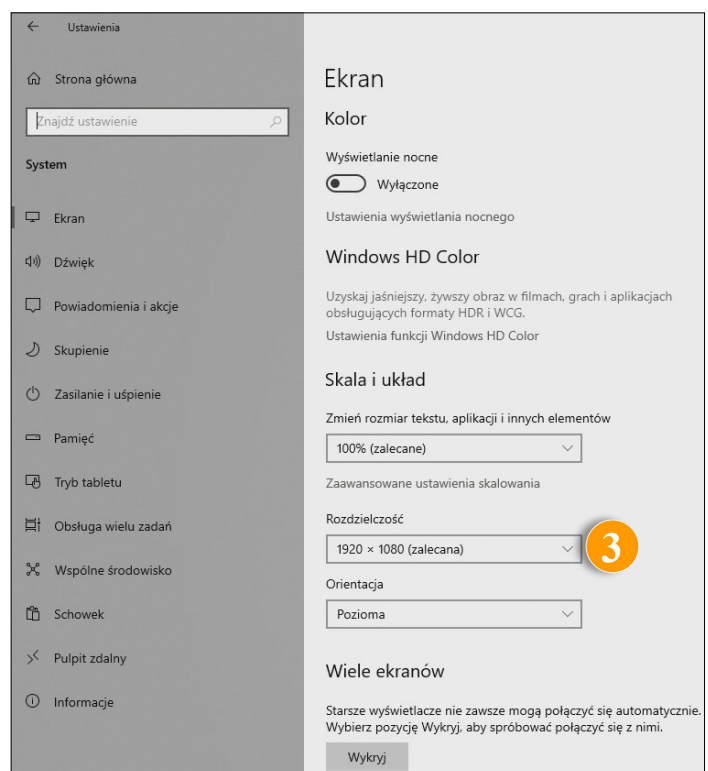 Ustawienia
Strona główna
Znajdź ustawienie
System
Ekran
Dźwięk
Powiadomienia i akcje
Skupienie
Zasilanie i uśpienie
Pamięć
Tryb tabletu
Obsługa wielu zadań
Wspólne środowisko
Schowek
Pulpit zdalny
Informacje
Ekran
Kolor
Wyświetlanie nocne
Wyłączone
Ustawienia wyświetlania nocnego
Windows HD Color
Uzyskaj jaśniejszy, żywszy obraz w filmach, grach i aplikacjach
obsługujących formaty HDR i WCG.
Ustawienia funkcji Windows HD Color
Skala i układ
Zmień rozmiar tekstu, aplikacji i innych elementów
100% (zalecane)
Zaawansowane ustawienia skalowania
Rozdzielczość
1920 × 1080 (zalecana)
3
Orientacja
Pozioma
Wiele ekranów
Starsze wyświetlacze nie zawsze mogą połączyć się automatycznie.
Wybierz pozycję Wykryj, aby spróbować połączyć się z nimi.
Wykryj